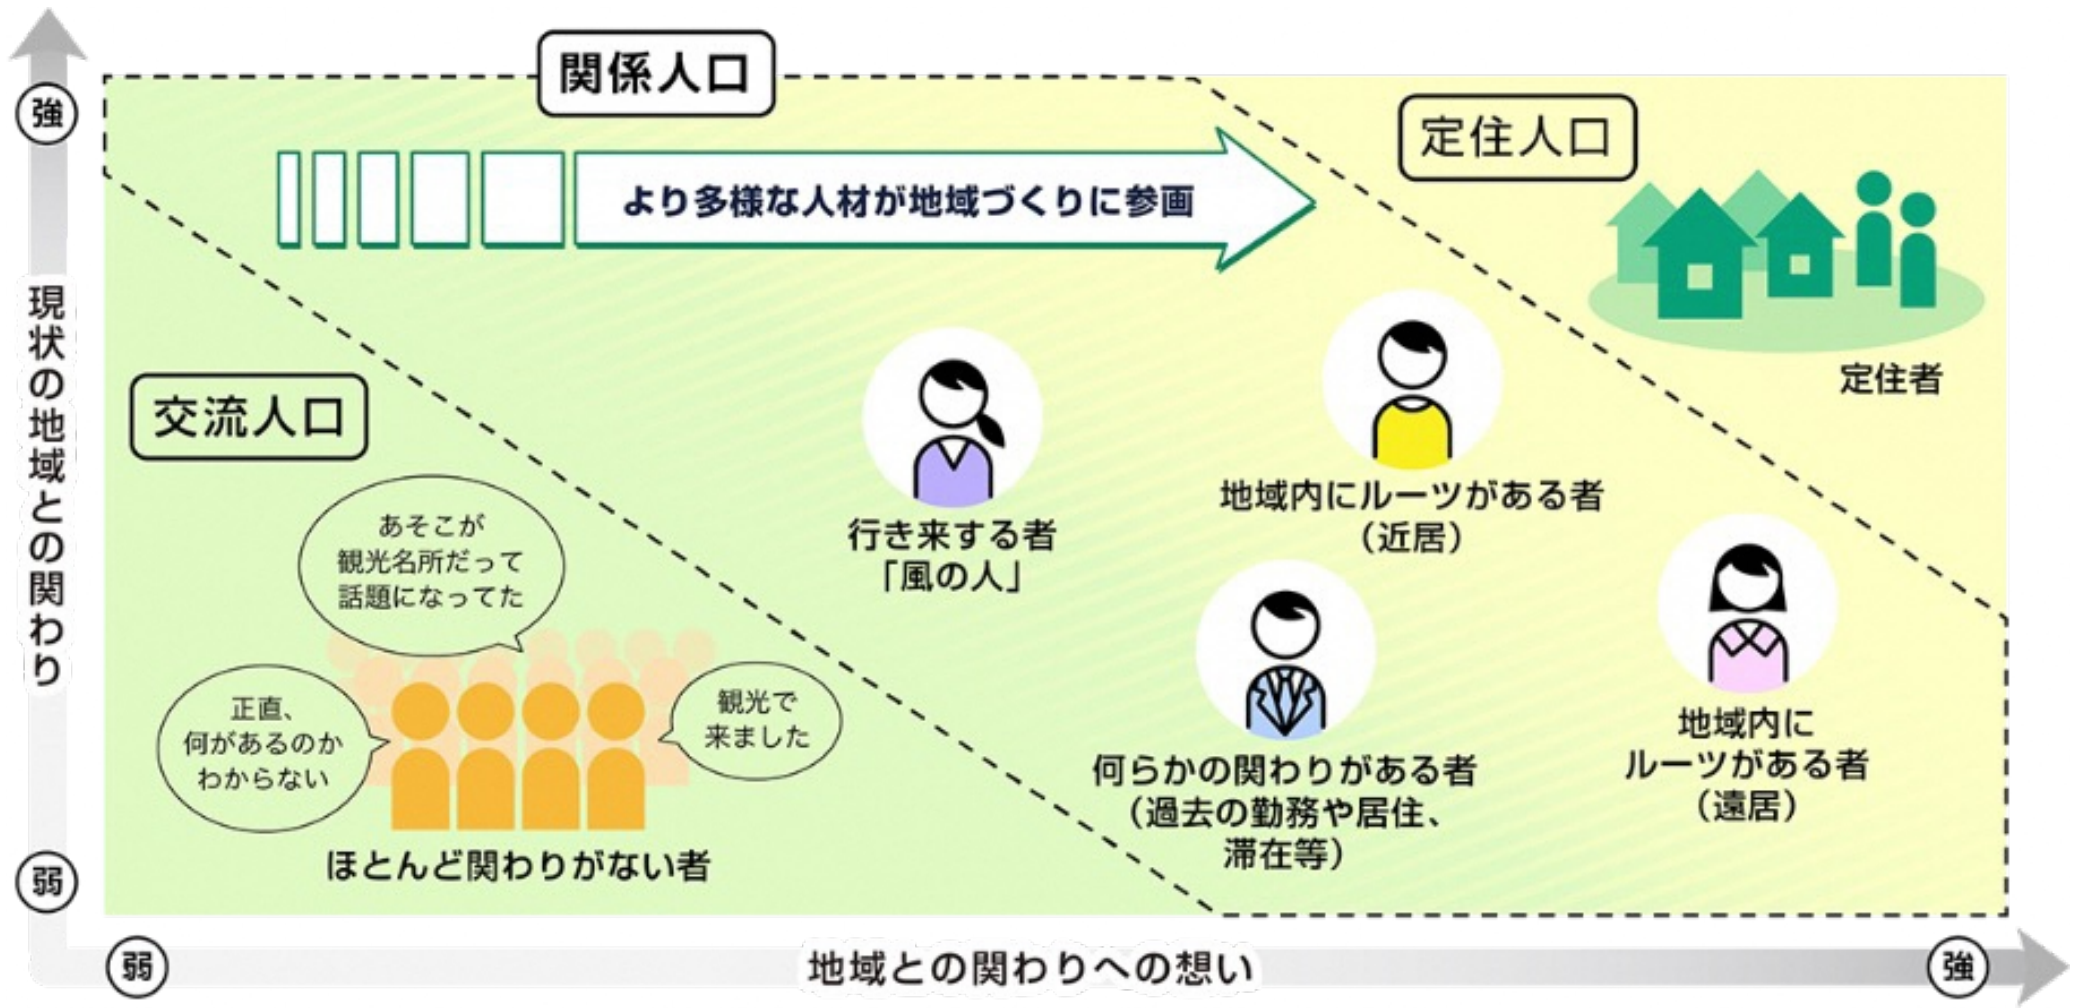 強
関係人口
定住人口
より多様な人材が地域づくりに参画
定住者
現状の地域との関わり
交流人口
行き来する者
「風の人」
地域内にルーツがある者
(近居)
あそこが
観光名所だって
話題になってた
正直、
何があるのか
わからない
観光で
来ました
ほとんど関わりがない者
何らかの関わりがある者
(過去の勤務や居住、
滞在等)
地域内に
ルーツがある者
(遠居)
弱
弱
地域との関わりへの想い
強